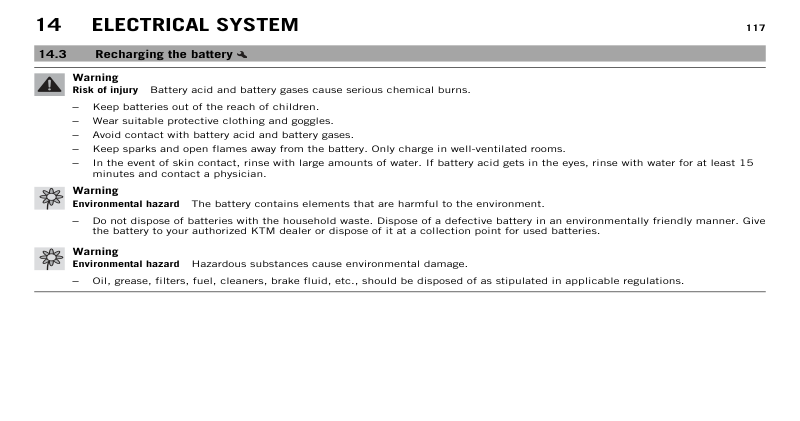 14 ELECTRICAL SYSTEM 117
14.3 Recharging the battery
Warning
Risk of injury Battery acid and battery gases cause serious chemical burns.
– Keep batteries out of the reach of children.
– Wear suitable protective clothing and goggles.
– Avoid contact with battery acid and battery gases.
– Keep sparks and open flames away from the battery. Only charge in well-ventilated rooms.
– In the event of skin contact, rinse with large amounts of water. If battery acid gets in the eyes, rinse with water for at least 15
minutes and contact a physician.
Warning
Environmental hazard The battery contains elements that are harmful to the environment.
– Do not dispose of batteries with the household waste. Dispose of a defective battery in an environmentally friendly manner. Give
the battery to your authorized KTM dealer or dispose of it at a collection point for used batteries.
Warning
Environmental hazard Hazardous substances cause environmental damage.
– Oil, grease, filters, fuel, cleaners, brake fluid, etc., should be disposed of as stipulated in applicable regulations.